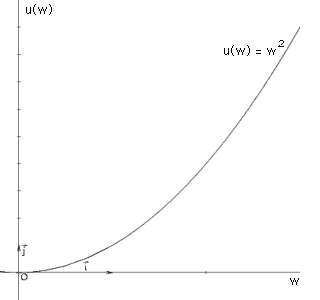 u(w)
u(w) = w²
j
O
i
w